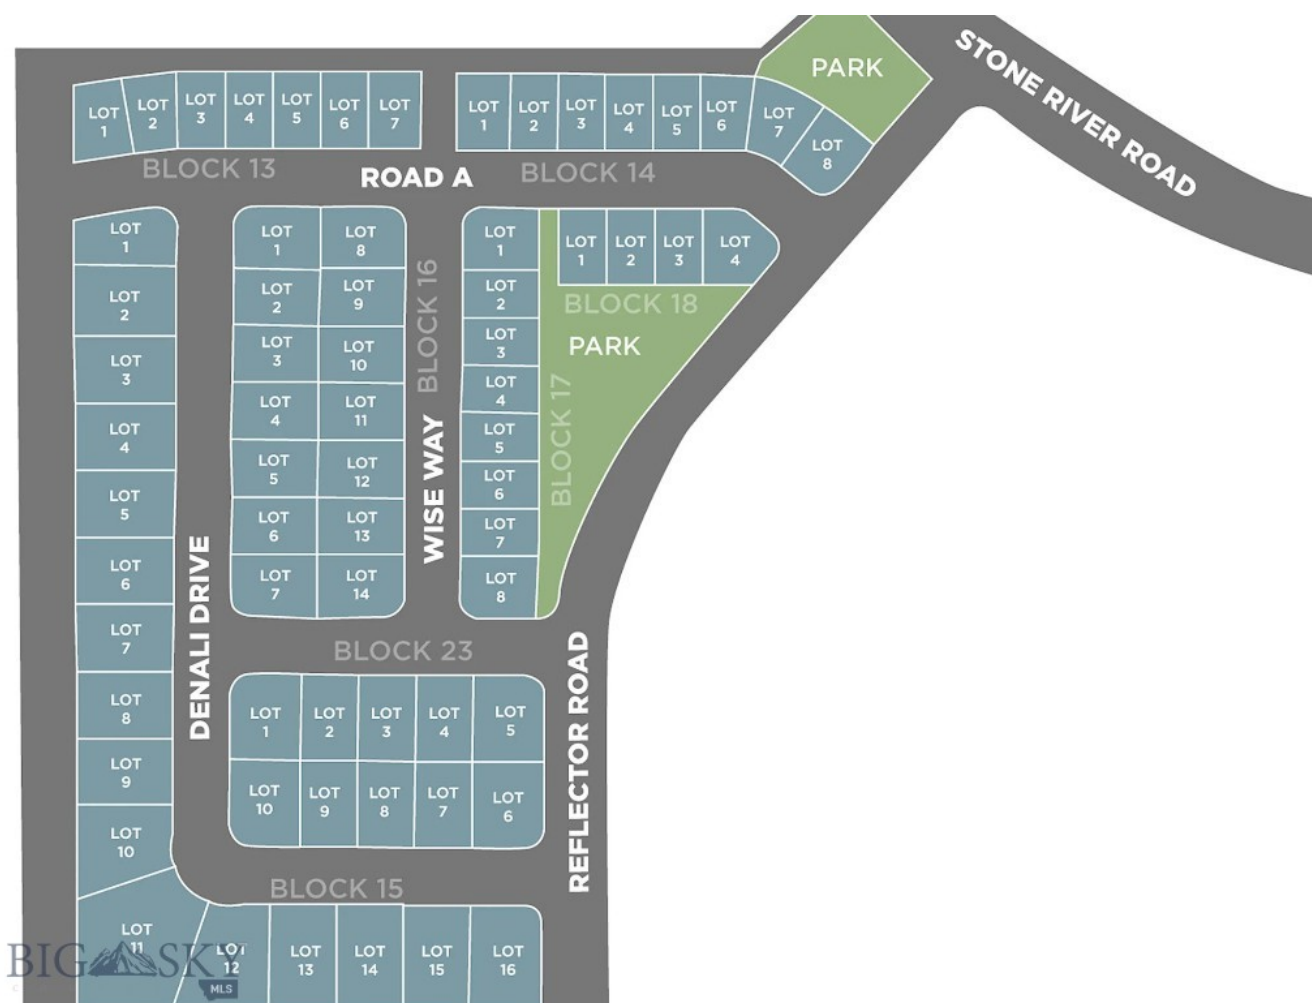 PARK
STONE RIVER ROAD
LOT
1
LOT
2
LOT
3
LOT
4
LOT
5
LOT
6
LOT
7
LOT
1
LOT
2
LOT
3
LOT
4
LOT
5
LOT
6
LOT
7
LOT
8
BLOCK 13
ROAD A
BLOCK 14
LOT
1
LOT
2
LOT
3
LOT
4
LOT
5
LOT
6
LOT
7
LOT
8
LOT
9
LOT
10
LOT
11
DENALI DRIVE
LOT
1
LOT
8
LOT
2
LOT
9
LOT
3
LOT
10
LOT
4
LOT
11
LOT
5
LOT
12
LOT
6
LOT
13
LOT
7
LOT
14
BLOCK 16
WISE WAY
LOT
1
LOT
2
LOT
3
LOT
4
LOT
5
LOT
6
LOT
7
LOT
8
BLOCK 17
LOT
1
LOT
2
LOT
3
LOT
4
BLOCK 18
PARK
BLOCK 23
LOT
1
LOT
2
LOT
3
LOT
4
LOT
5
LOT
10
LOT
9
LOT
8
LOT
7
LOT
6
REFLECTOR ROAD
BLOCK 15
LOT
12
LOT
13
LOT
14
LOT
15
LOT
16
BIG SKY
MLS